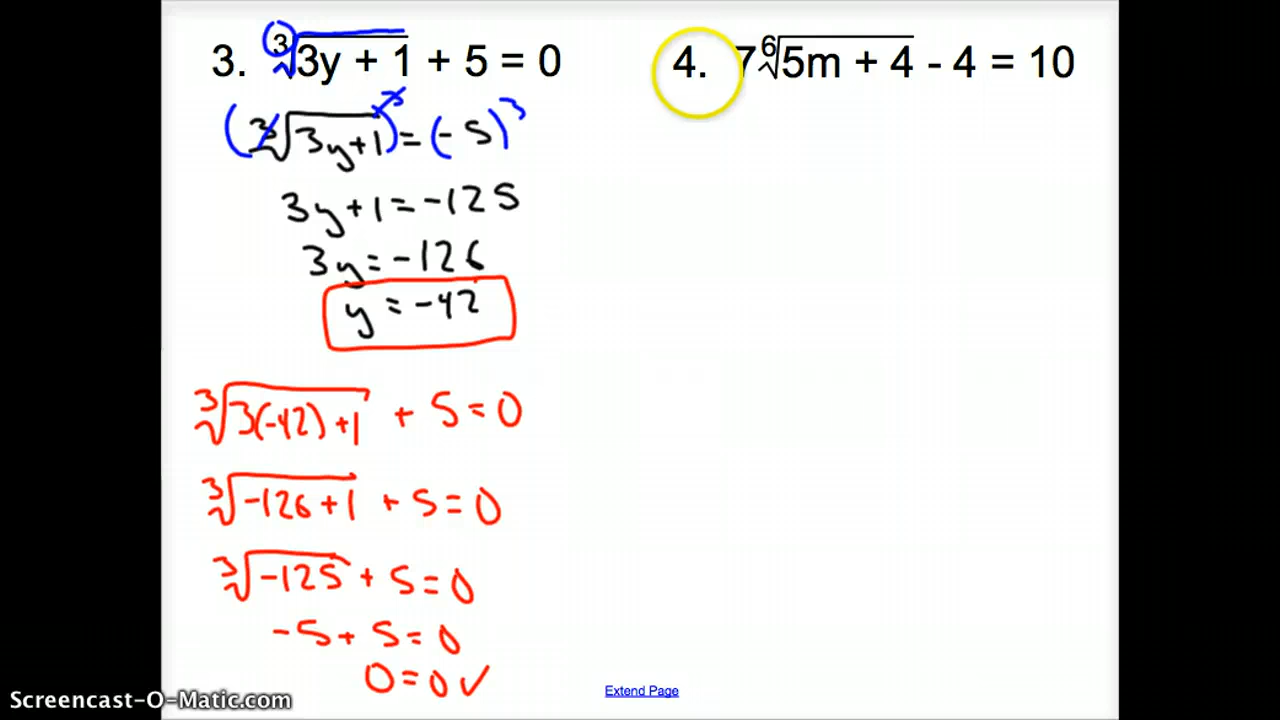 3. ∛(3y + 1) + 5 = 0
(∛(3y+1))³ = (-5)³
3y+1 = -125
3y = -126
y = -42
∛(3(-42)+1) + 5 = 0
∛(-126+1) + 5 = 0
∛(-125) + 5 = 0
-5 + 5 = 0
0 = 0 ✓
4. 7⁶√(5m + 4) - 4 = 10
Extend Page
Screencast-O-Matic.com